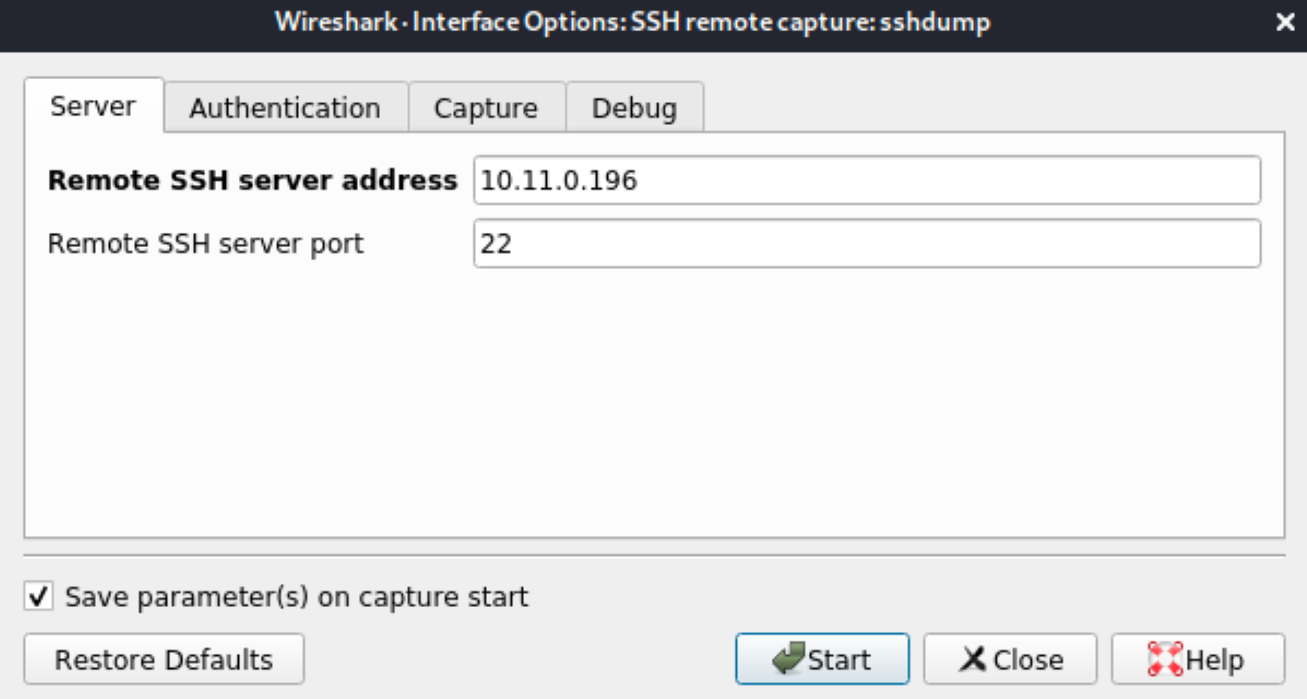 Wireshark · Interface Options: SSH remote capture: sshdump
Server Authentication Capture Debug
Remote SSH server address 10.11.0.196
Remote SSH server port 22
Save parameter(s) on capture start
Restore Defaults Start Close Help